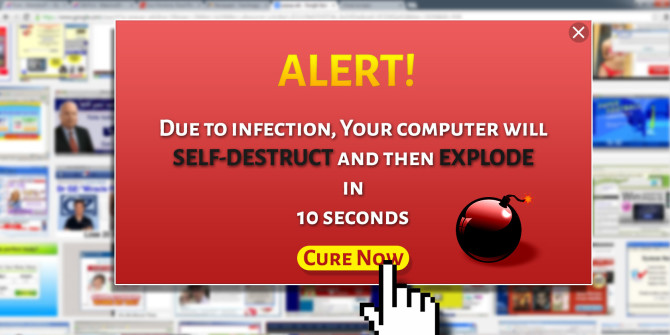 ALERT!
DUE TO INFECTION, YOUR COMPUTER WILL
SELF-DESTRUCT AND THEN EXPLODE
IN
10 SECONDS
CURE NOW